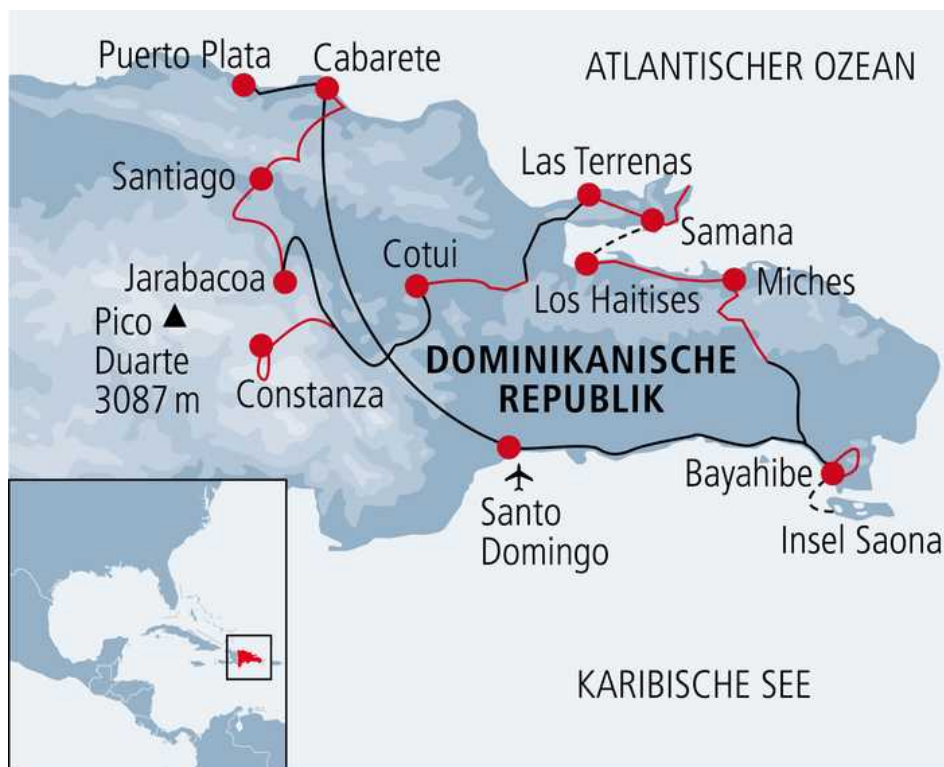 Puerto Plata
Cabarete
ATLANTISCHER OZEAN
Santiago
Las Terrenas
Samana
Jarabacoa
Cotui
Los Haitises
Miches
Pico
Duarte
3087 m
Constanza
DOMINIKANISCHE
REPUBLIK
Bayahibe
Santo
Domingo
Insel Saona
KARIBISCHE SEE